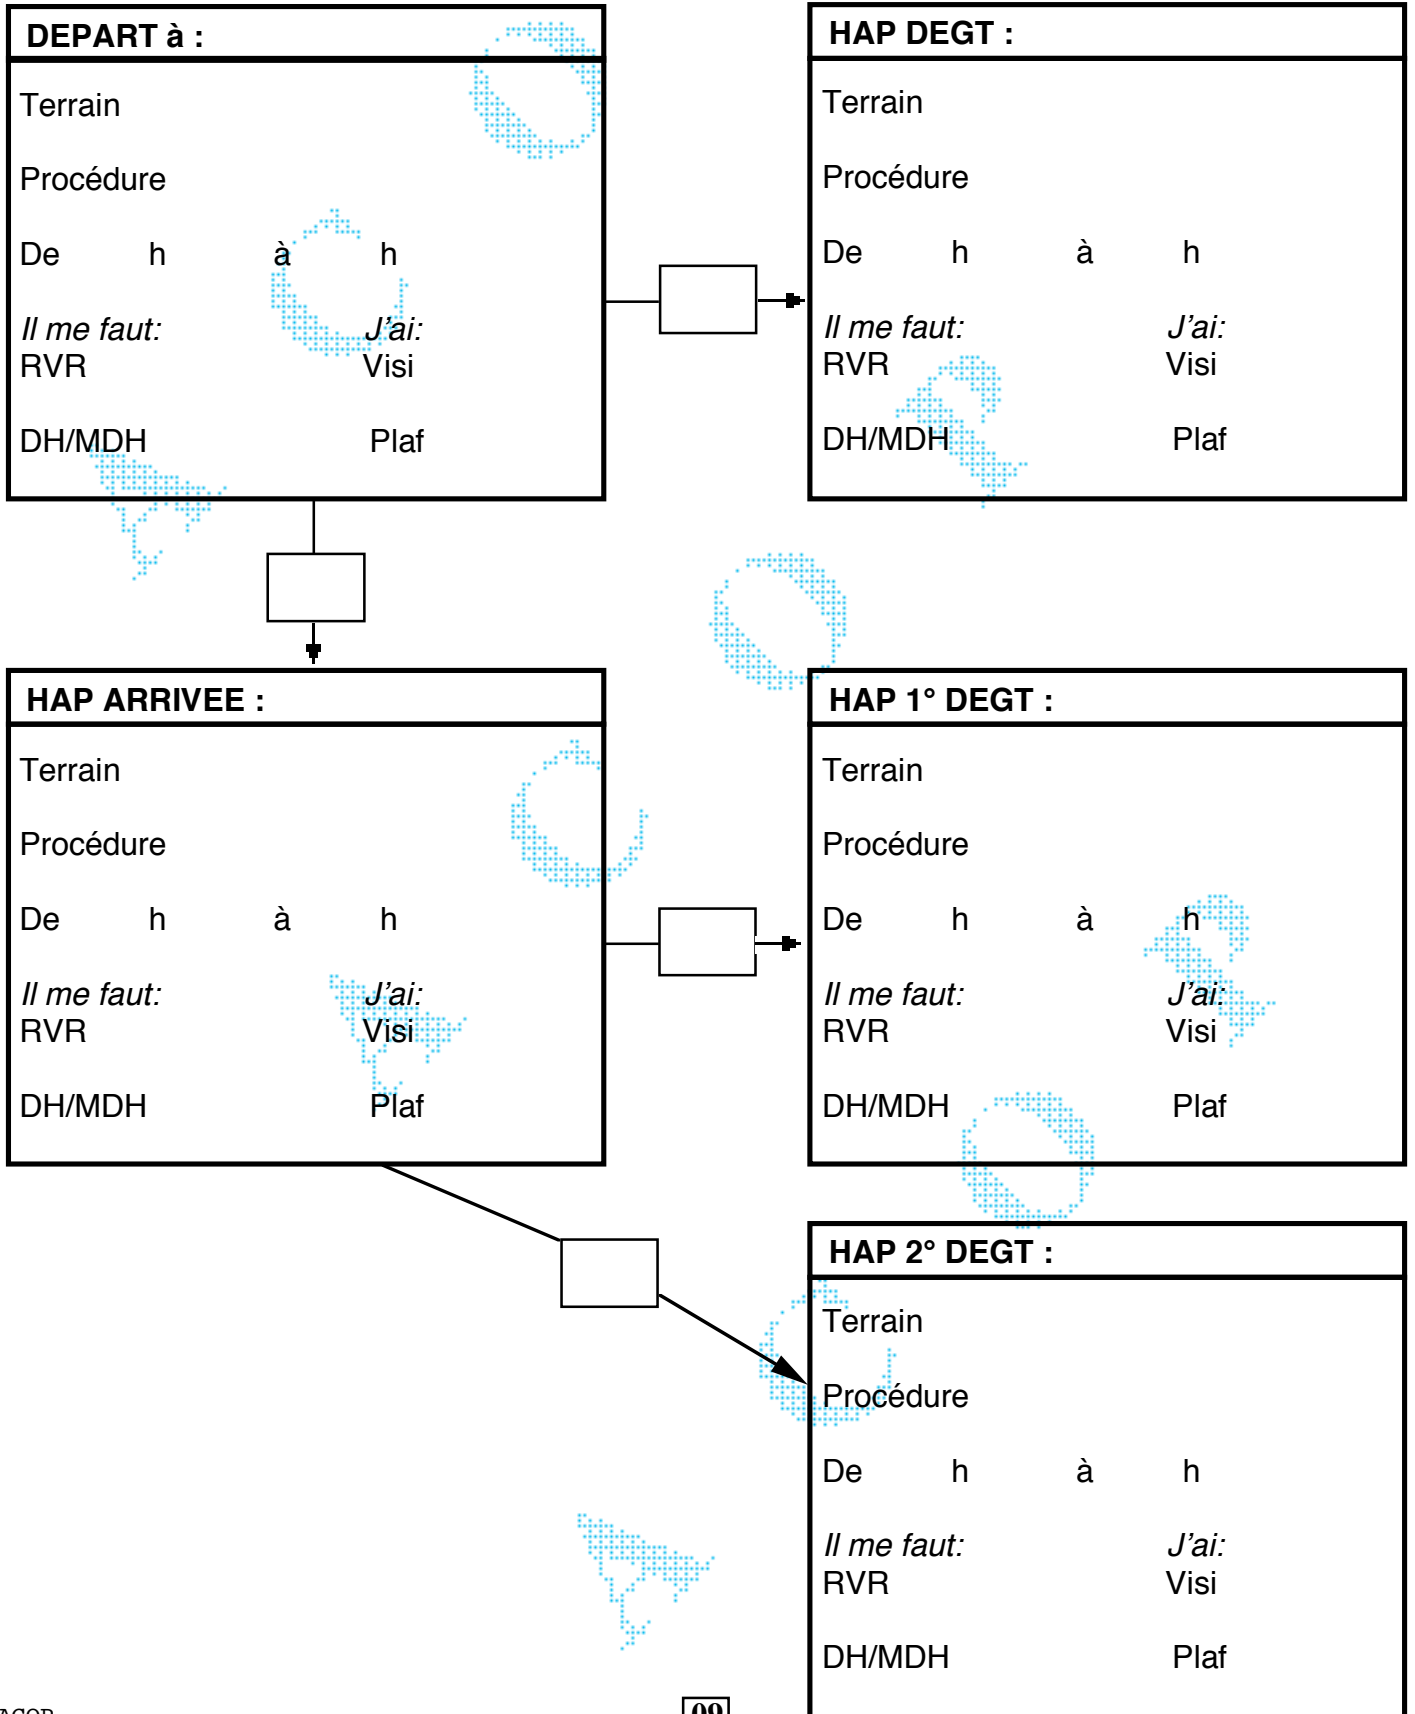 DEPART à :
Terrain
Procédure
De h à h
Il me faut: J'ai:
RVR Visi
DH/MDH Plaf
HAP DEGT :
Terrain
Procédure
De h à h
Il me faut: J'ai:
RVR Visi
DH/MDH Plaf
HAP ARRIVEE :
Terrain
Procédure
De h à h
Il me faut: J'ai:
RVR Visi
DH/MDH Plaf
HAP 1° DEGT :
Terrain
Procédure
De h à h
Il me faut: J'ai:
RVR Visi
DH/MDH Plaf
HAP 2° DEGT :
Terrain
Procédure
De h à h
Il me faut: J'ai:
RVR Visi
DH/MDH Plaf